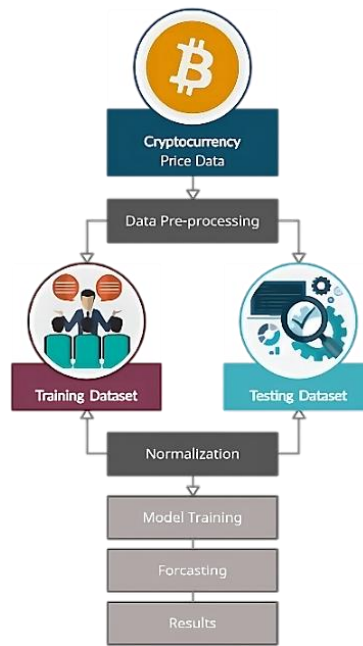 Cryptocurrency
Price Data
Data Pre-processing
Training Dataset
Testing Dataset
Normalization
Model Training
Forcasting
Results